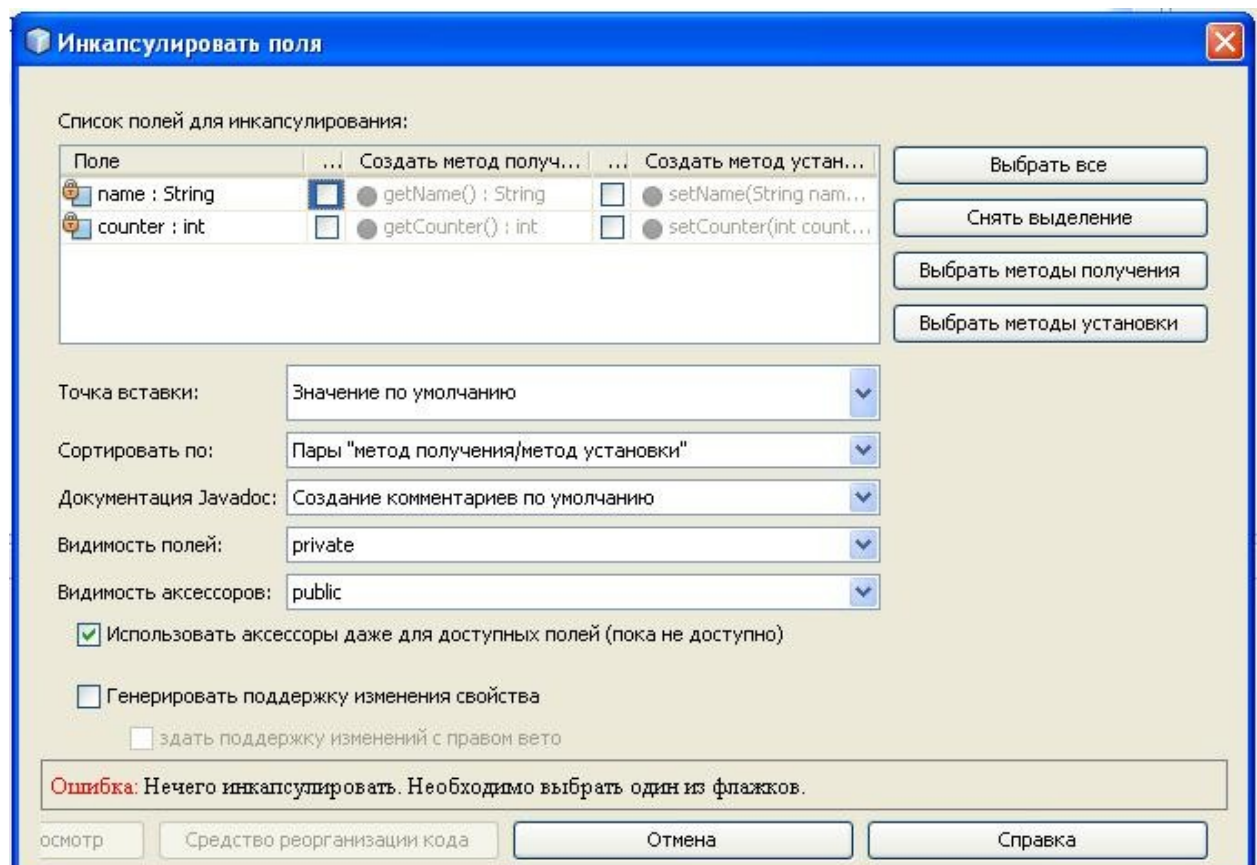 Инкапсулировать поля
Список полей для инкапсулирования:
Поле ... Создать метод получ... ... Создать метод устан...
name : String getName() : String setName(String nam...
counter : int getCounter() : int setCounter(int count...
Выбрать все
Снять выделение
Выбрать методы получения
Выбрать методы установки
Точка вставки: Значение по умолчанию
Сортировать по: Пары "метод получения/метод установки"
Документация Javadoc: Создание комментариев по умолчанию
Видимость полей: private
Видимость аксессоров: public
Использовать аксессоры даже для доступных полей (пока не доступно)
Генерировать поддержку изменения свойства
здать поддержку изменений с правом вето
Ошибка: Нечего инкапсулировать. Необходимо выбрать один из флажков.
осмотр Средство реорганизации кода Отмена Справка